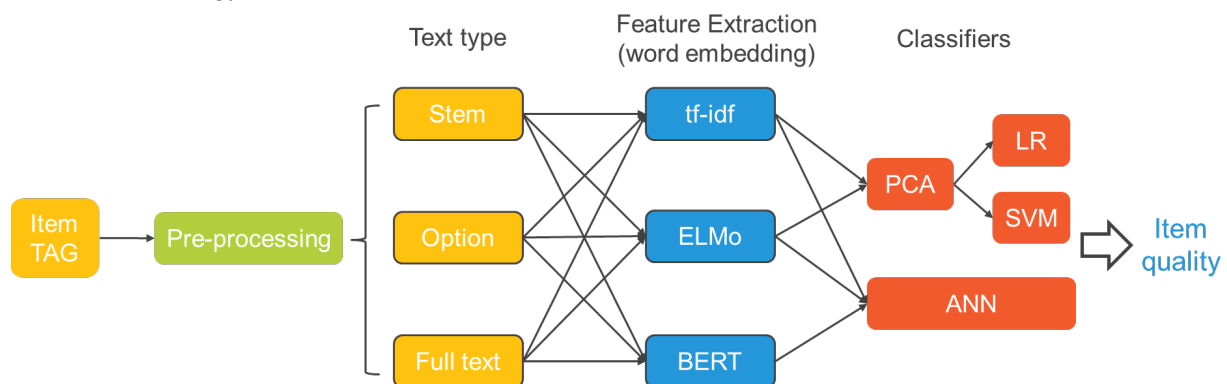 Text type
Feature Extraction
(word embedding)
Classifiers
Stem
tf-idf
LR
PCA
SVM
Item
TAG
Pre-processing
Option
ELMo
Item
quality
ANN
Full text
BERT